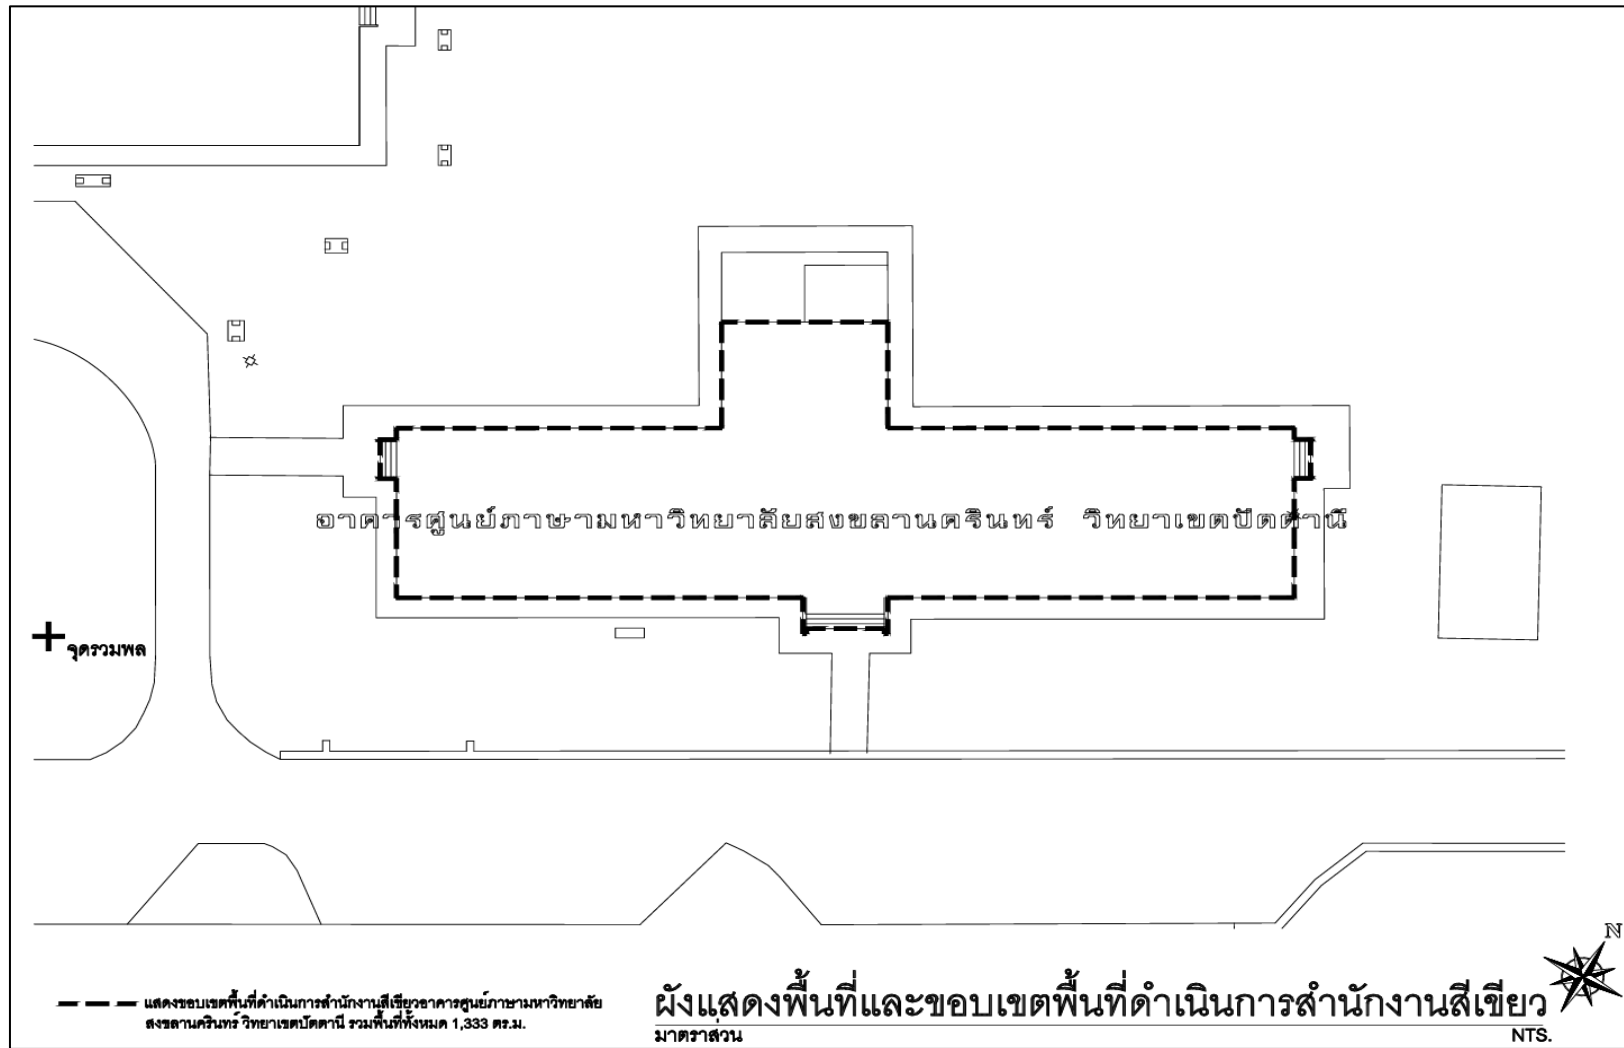 อาคารศูนย์ภาษามหาวิทยาลัยสงขลานครินทร์ วิทยาเขตปัตตานี
จุดรวมพล
N
แสดงขอบเขตพื้นที่ดำเนินการสำนักงานสีเขียวอาคารศูนย์ภาษามหาวิทยาลัย
สงขลานครินทร์ วิทยาเขตปัตตานี รวมพื้นที่ทั้งหมด 1,333 ตร.ม.
ผังแสดงพื้นที่และขอบเขตพื้นที่ดำเนินการสำนักงานสีเขียว
มาตราส่วน NTS.